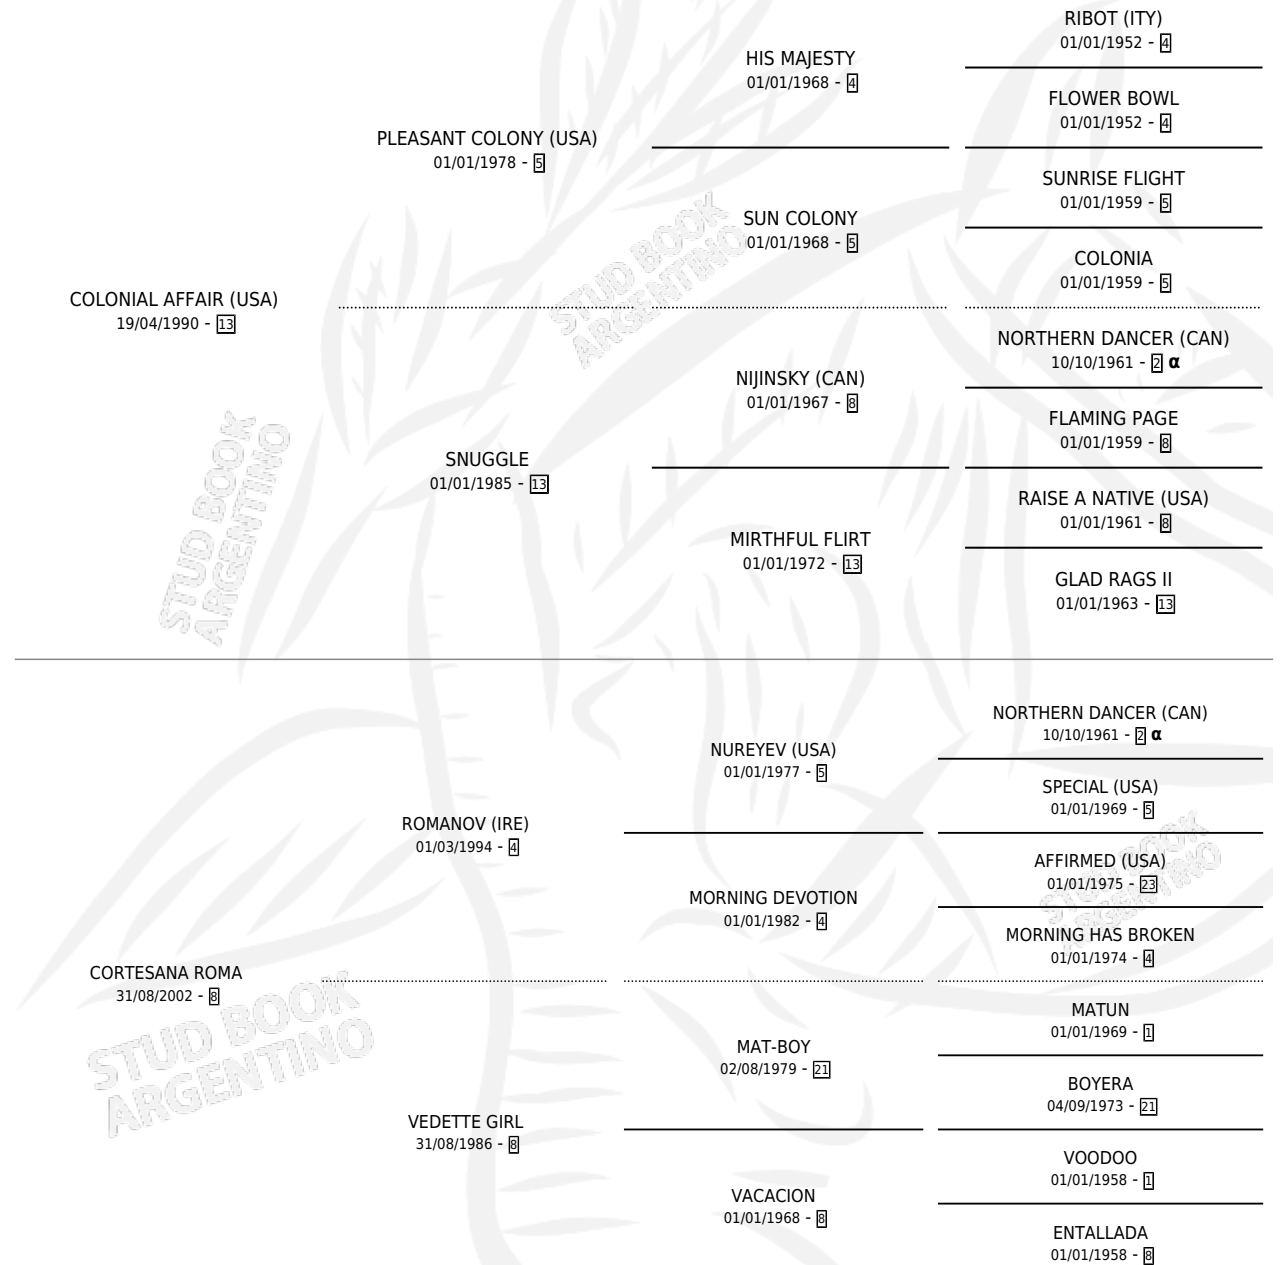 RIBOT (ITY)
01/01/1952 - 4
HIS MAJESTY
01/01/1968 - 4
FLOWER BOWL
01/01/1952 - 4
PLEASANT COLONY (USA)
01/01/1978 - 5
SUNRISE FLIGHT
01/01/1959 - 5
SUN COLONY
01/01/1968 - 5
COLONIA
01/01/1959 - 5
STUD BOOK
ARGENTINO
COLONIAL AFFAIR (USA)
19/04/1990 - 13
NORTHERN DANCER (CAN)
10/10/1961 - 2 α
NIJINSKY (CAN)
01/01/1967 - 8
FLAMING PAGE
01/01/1959 - 8
SNUGGLE
01/01/1985 - 13
RAISE A NATIVE (USA)
01/01/1961 - 8
MIRTHFUL FLIRT
01/01/1972 - 13
GLAD RAGS II
01/01/1963 - 13
STUD BOOK
ARGENTINO
NORTHERN DANCER (CAN)
10/10/1961 - 2 α
NUREYEV (USA)
01/01/1977 - 5
SPECIAL (USA)
01/01/1969 - 5
ROMANOV (IRE)
01/03/1994 - 4
AFFIRMED (USA)
01/01/1975 - 23
STUD BOOK
ARGENTINO
MORNING DEVOTION
01/01/1982 - 4
MORNING HAS BROKEN
01/01/1974 - 4
CORTESANA ROMA
31/08/2002 - 8
STUD BOOK
ARGENTINO
MATUN
01/01/1969 - 1
MAT-BOY
02/08/1979 - 21
BOYERA
04/09/1973 - 21
VEDETTE GIRL
31/08/1986 - 8
VOODOO
01/01/1958 - 1
VACACION
01/01/1968 - 8
ENTALLADA
01/01/1958 - 8